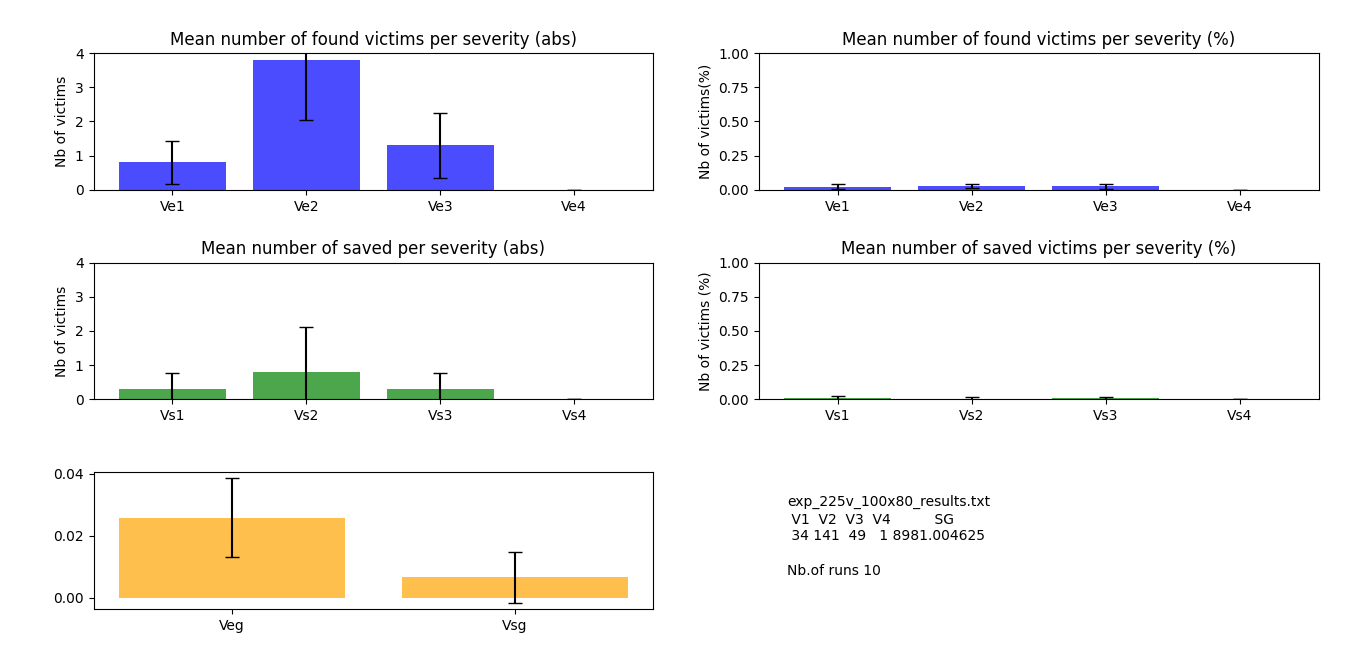 Mean number of found victims per severity (abs)
Nb of victims
4
3
2
1
0
Ve1 Ve2 Ve3 Ve4
Mean number of found victims per severity (%)
Nb of victims(%)
1.00
0.75
0.50
0.25
0.00
Ve1 Ve2 Ve3 Ve4
Mean number of saved per severity (abs)
Nb of victims
4
3
2
1
0
Vs1 Vs2 Vs3 Vs4
Mean number of saved victims per severity (%)
Nb of victims (%)
1.00
0.75
0.50
0.25
0.00
Vs1 Vs2 Vs3 Vs4
0.04
0.02
0.00
Veg Vsg
exp_225v_100x80_results.txt
V1 V2 V3 V4 SG
34 141 49 1 8981.004625
Nb.of runs 10